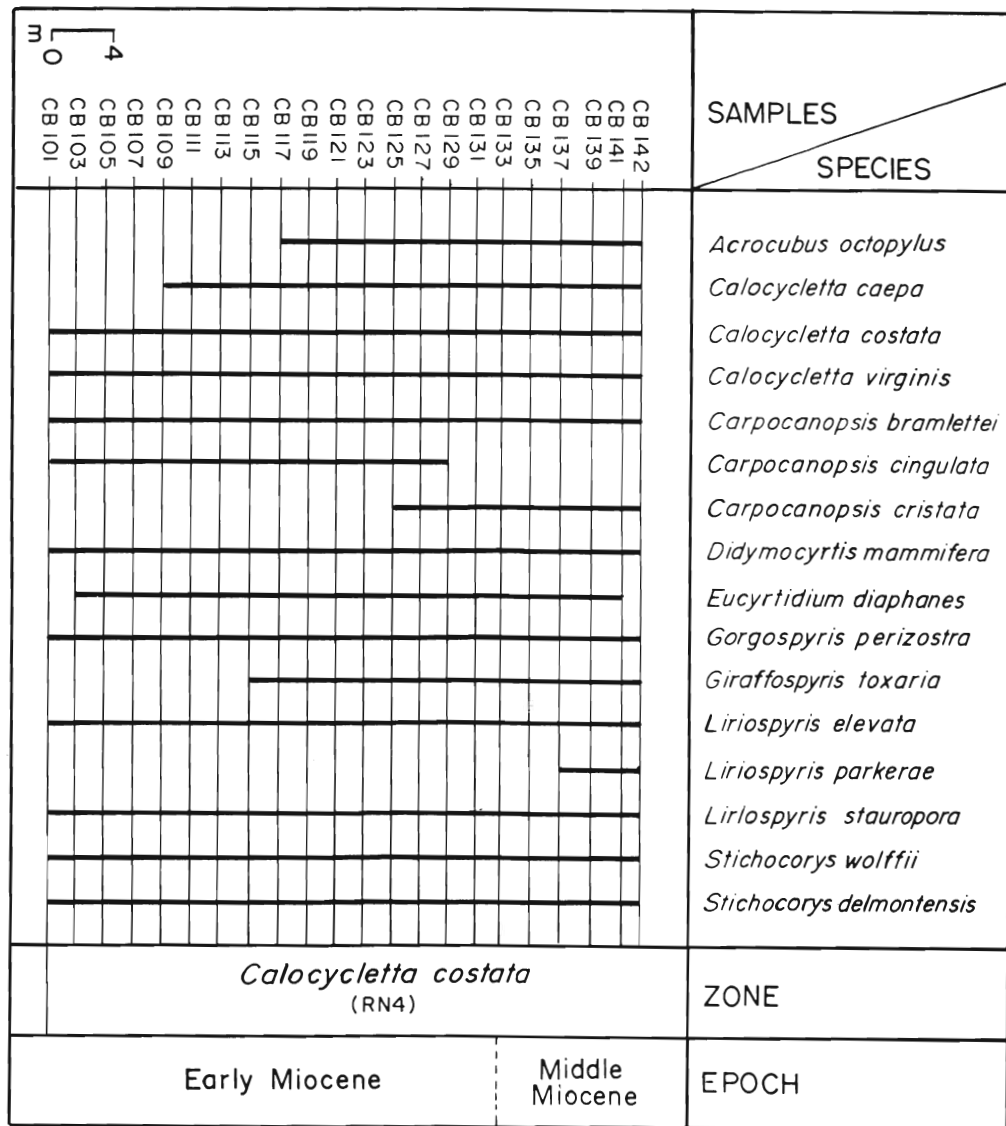 0 4
m
CB 101
CB 103
CB 105
CB 107
CB 109
CB 111
CB 113
CB 115
CB 117
CB 119
CB 121
CB 123
CB 125
CB 127
CB 129
CB 131
CB 133
CB 135
CB 137
CB 139
CB 141
CB 142
SAMPLES
SPECIES
Acrocubus octopylus
Calocycletta caepa
Calocycletta costata
Calocycletta virginis
Carpocanopsis bramlettei
Carpocanopsis cingulata
Carpocanopsis cristata
Didymocyrtis mammifera
Eucyrtidium diaphanes
Gorgospyris perizostra
Giraffospyris toxaria
Liriospyris elevata
Liriospyris parkerae
Lirlospyris stauropora
Stichocorys wolffii
Stichocorys delmontensis
Calocycletta costata
(RN4)
ZONE
Early Miocene
Middle
Miocene
EPOCH